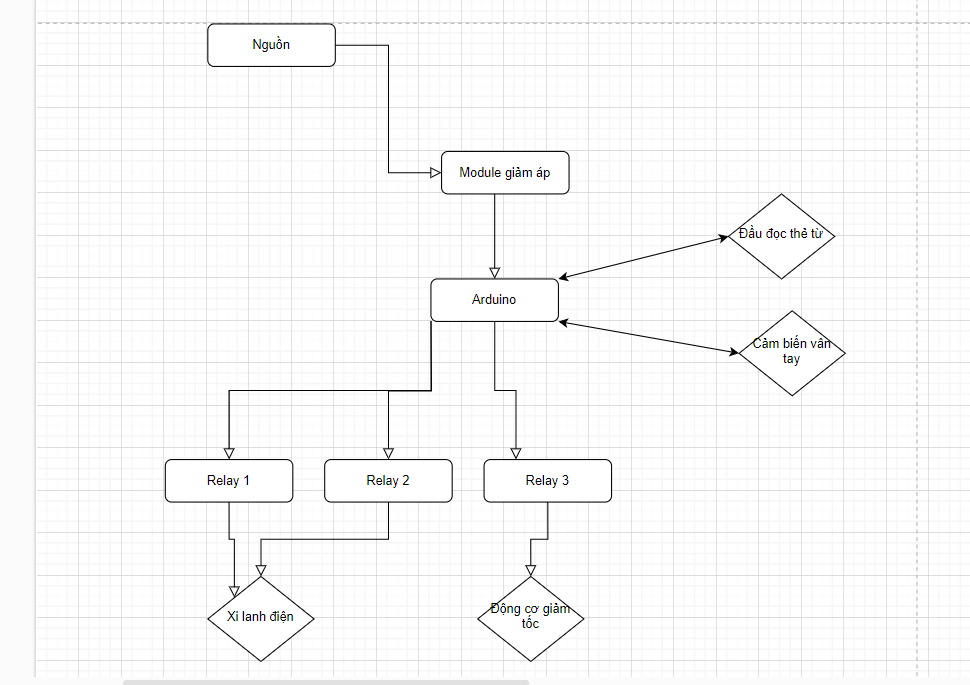 Nguồn
Module giảm áp
Đầu đọc thẻ từ
Arduino
Cảm biến vân
tay
Relay 1
Relay 2
Relay 3
Xi lanh điện
Động cơ giảm
tốc